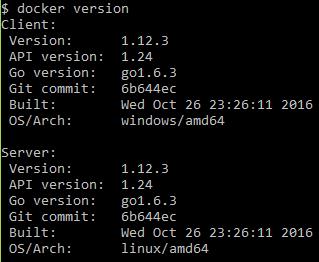 $ docker version
Client:
 Version:      1.12.3
 API version:  1.24
 Go version:   go1.6.3
 Git commit:   6b644ec
 Built:        Wed Oct 26 23:26:11 2016
 OS/Arch:      windows/amd64

Server:
 Version:      1.12.3
 API version:  1.24
 Go version:   go1.6.3
 Git commit:   6b644ec
 Built:        Wed Oct 26 23:26:11 2016
 OS/Arch:      linux/amd64